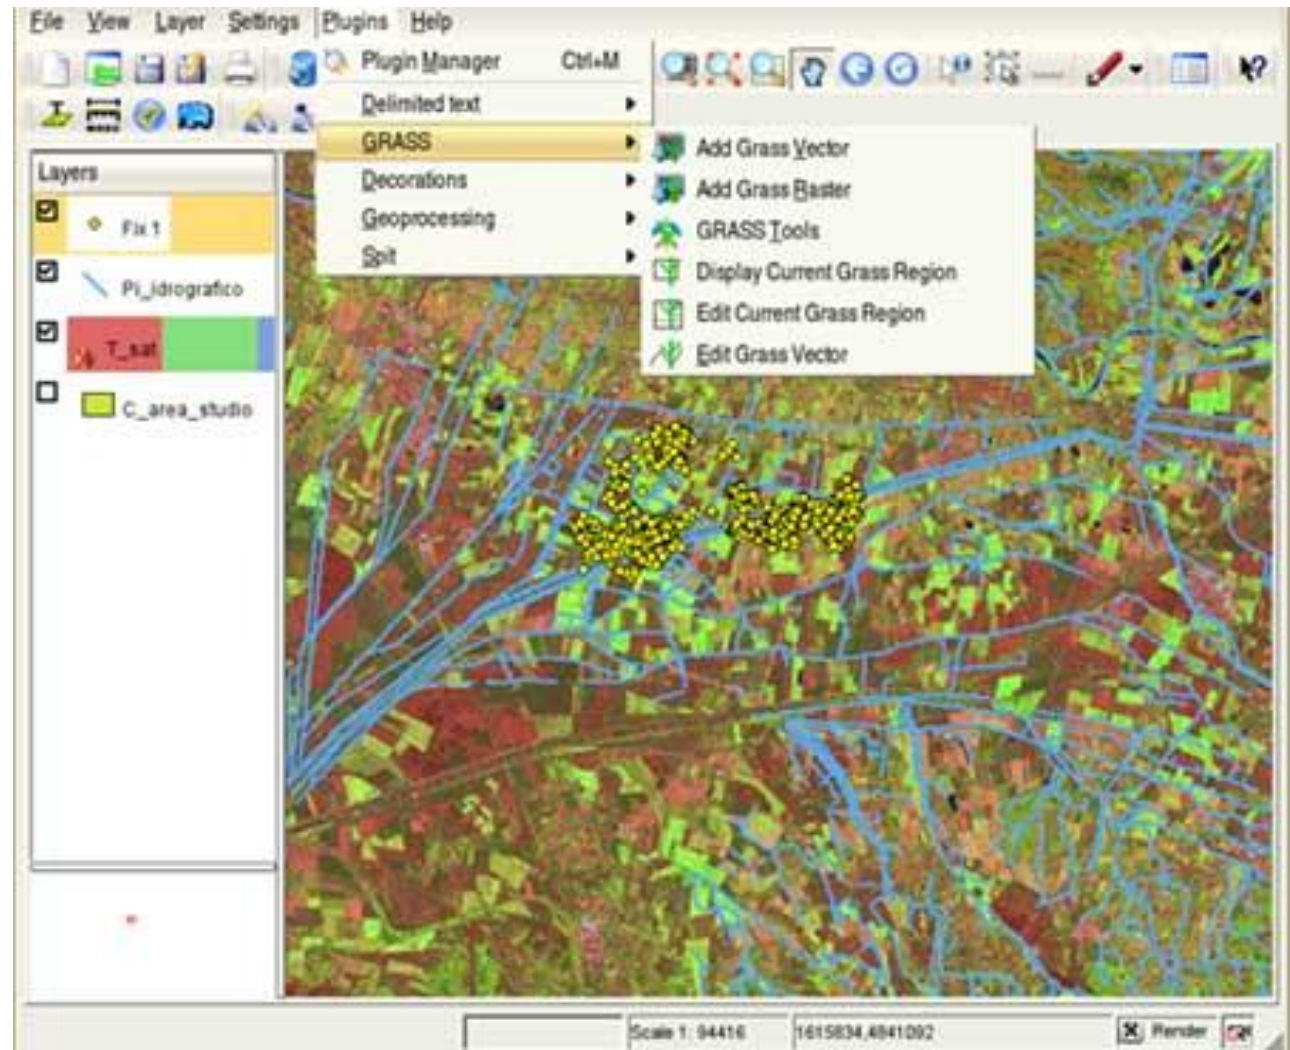 File View Layer Settings Plugins Help
Plugin Manager Ctrl+M
Delimited text
GRASS
Decorations
Geoprocessing
Spit
Add Grass Vector
Add Grass Raster
GRASS Tools
Display Current Grass Region
Edit Current Grass Region
Edit Grass Vector
Layers
Fix 1
Pi_idrografico
T_sat
C_area_studio
Scale 1: 94416 1615834,4841092 Render